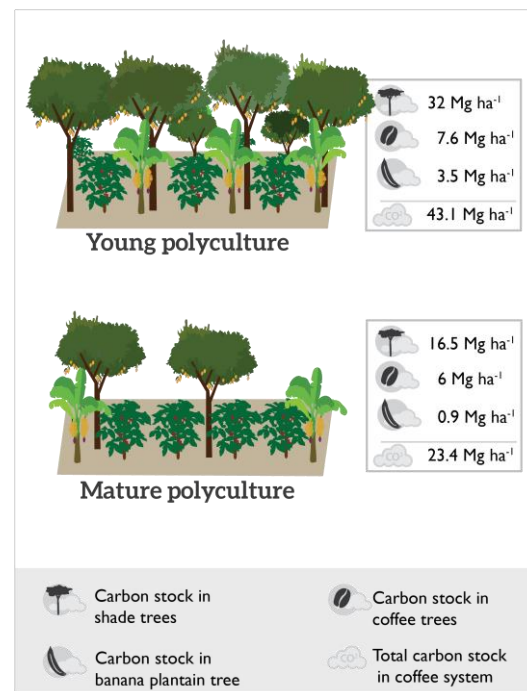 32 Mg ha⁻¹
7.6 Mg ha⁻¹
3.5 Mg ha⁻¹
CO²
43.1 Mg ha⁻¹
Young polyculture
16.5 Mg ha⁻¹
6 Mg ha⁻¹
0.9 Mg ha⁻¹
CO²
23.4 Mg ha⁻¹
Mature polyculture
Carbon stock in
shade trees
Carbon stock in
coffee trees
Carbon stock in
banana plantain tree
CO²
Total carbon stock
in coffee system